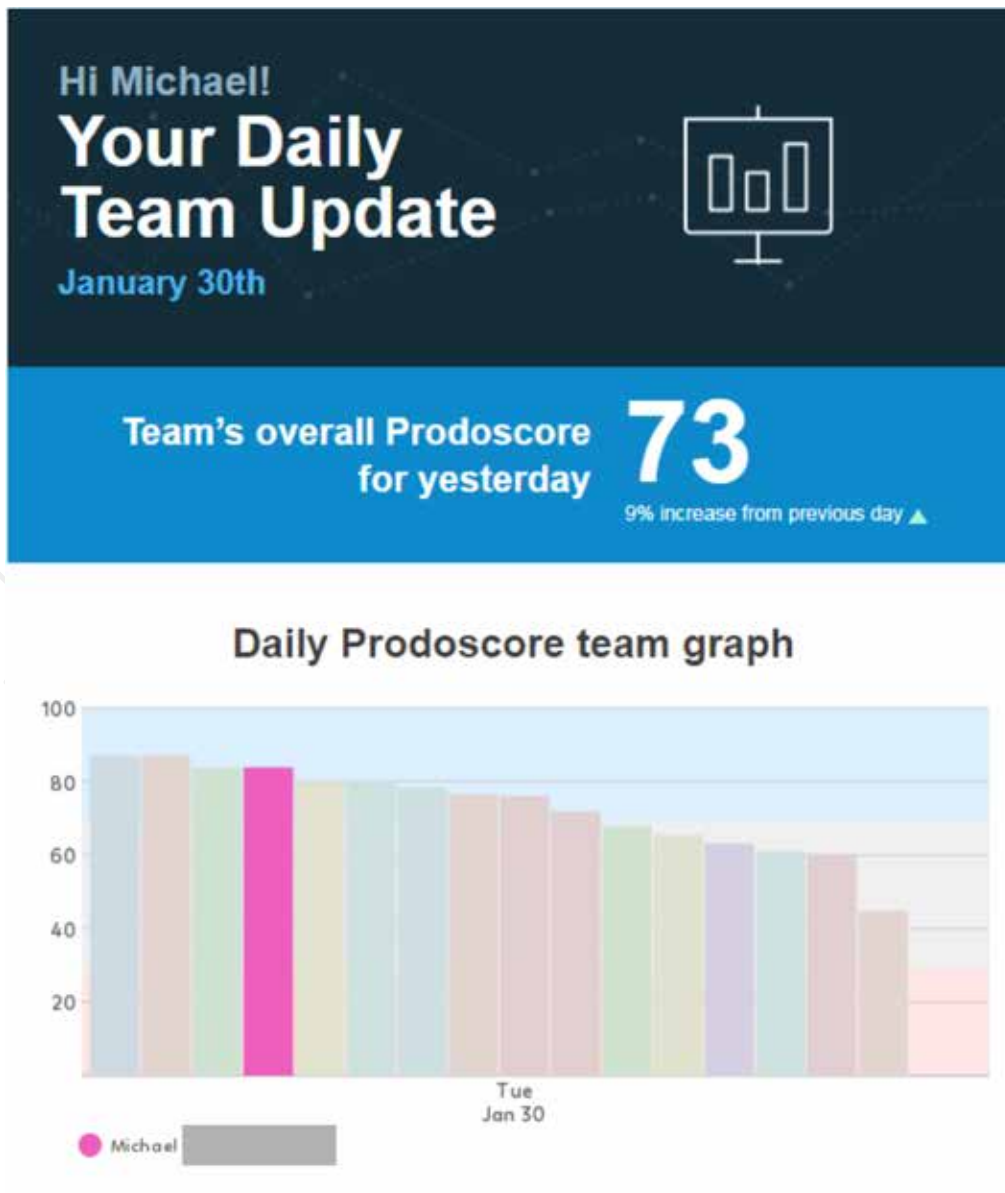 Hi Michael!
Your Daily
Team Update
January 30th
Team’s overall Prodoscore
for yesterday
73
9% increase from previous day
Daily Prodoscore team graph
100
80
60
40
20
Tue
Jan 30
Michael